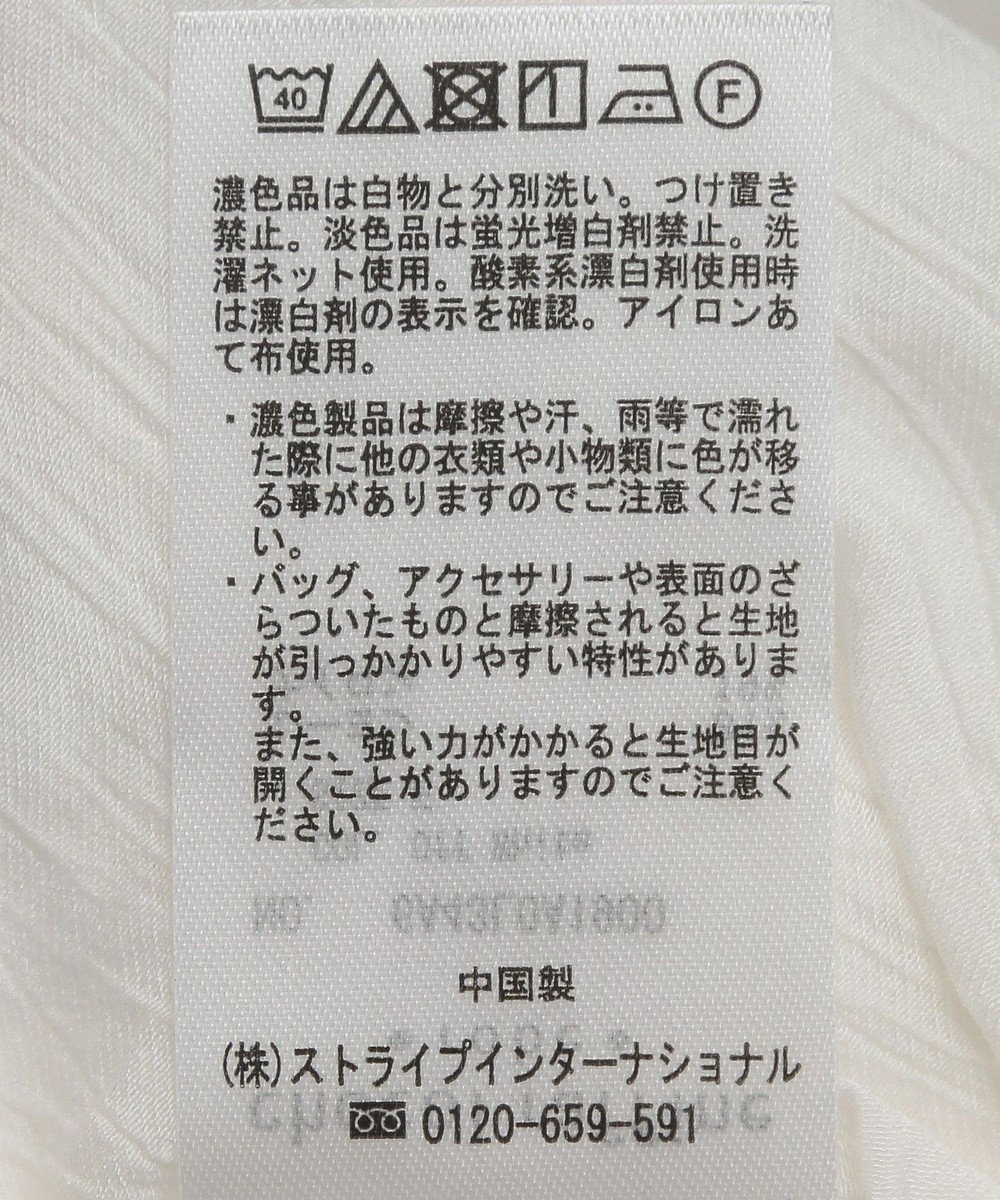 40 F
濃色品は白物と分別洗い。つけ置き
禁止。淡色品は蛍光増白剤禁止。洗
濯ネット使用。酸素系漂白剤使用時
は漂白剤の表示を確認。アイロンあ
て布使用。
・濃色製品は摩擦や汗、雨等で濡れ
た際に他の衣類や小物類に色が移
る事がありますのでご注意くださ
い。
・バッグ、アクセサリーや表面のざ
らついたものと摩擦されると生地
が引っかかりやすい特性がありま
す。
また、強い力がかかると生地目が
開くことがありますのでご注意く
ださい。
中国製
(株)ストライプインターナショナル
0120-659-591